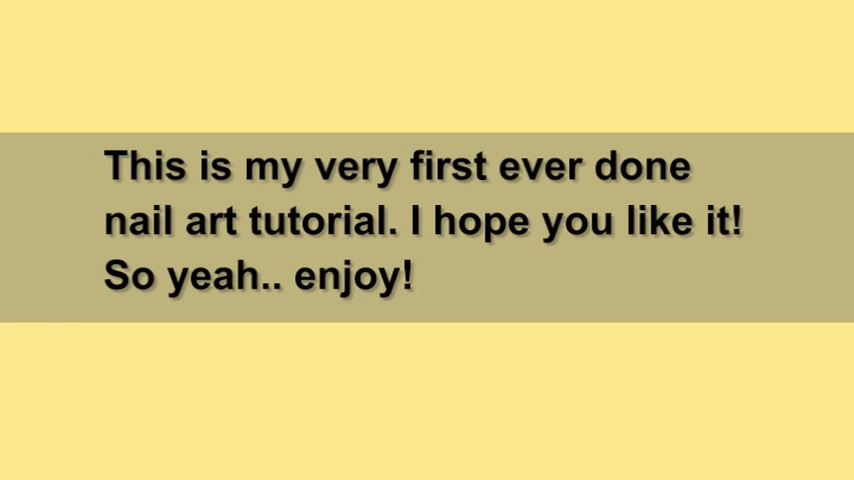 This is my very first ever done
nail art tutorial. I hope you like it!
So yeah.. enjoy!